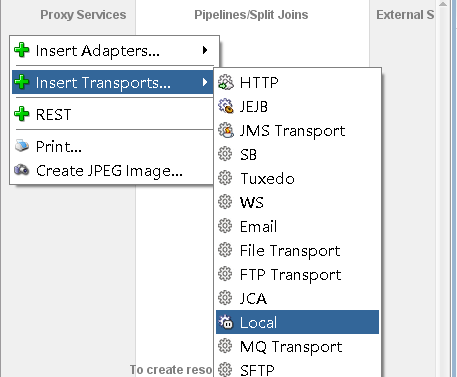 Proxy Services
Pipelines/Split Joins
External S
Insert Adapters...
Insert Transports...
REST
Print...
Create JPEG Image...
HTTP
JEJB
JMS Transport
SB
Tuxedo
WS
Email
File Transport
FTP Transport
JCA
Local
MQ Transport
SFTP
To create reso